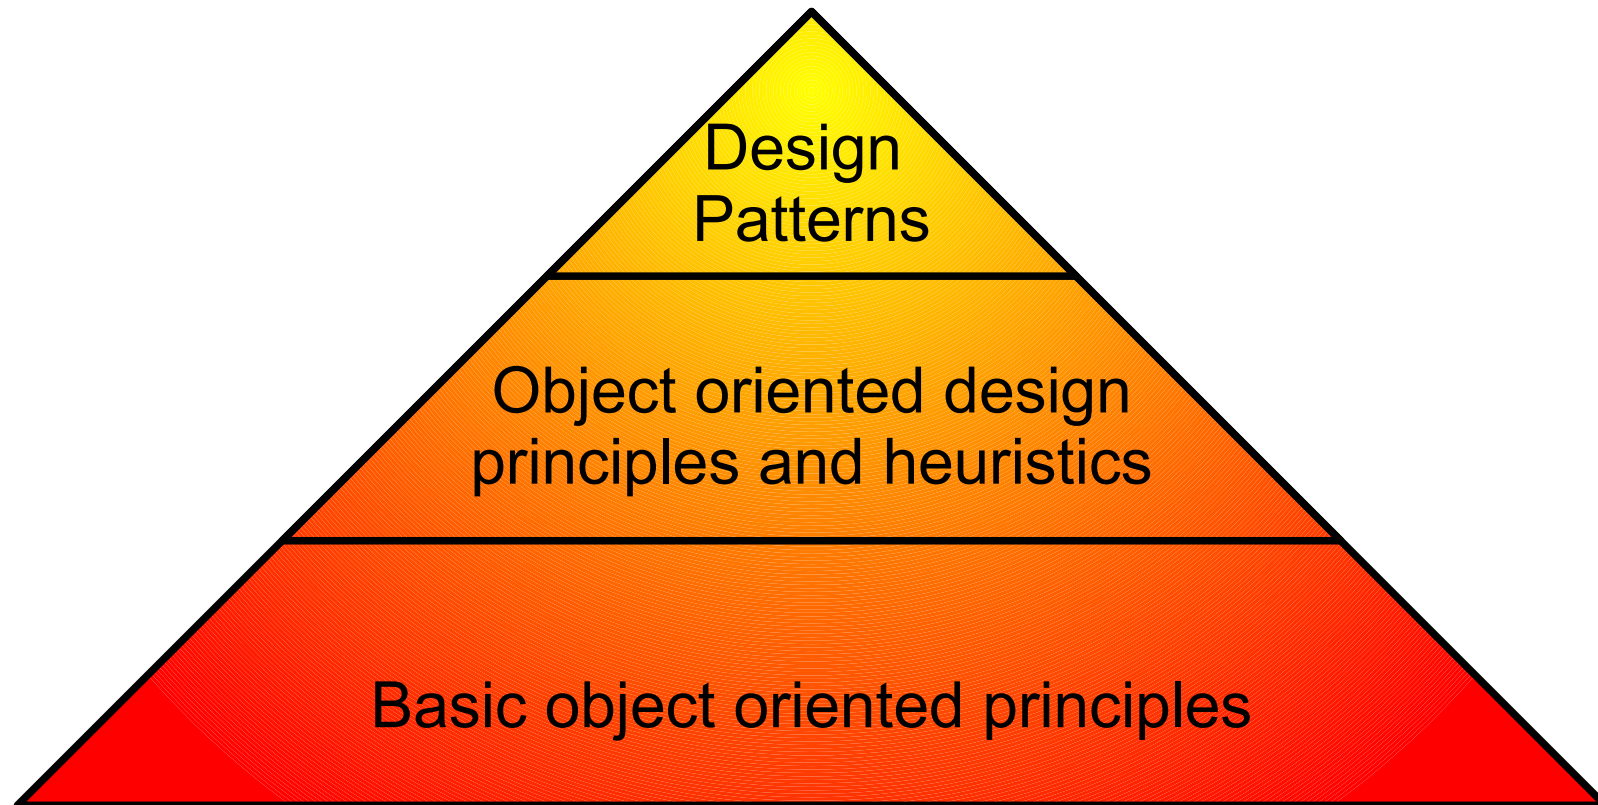 Design
Patterns
Object oriented design
principles and heuristics
Basic object oriented principles